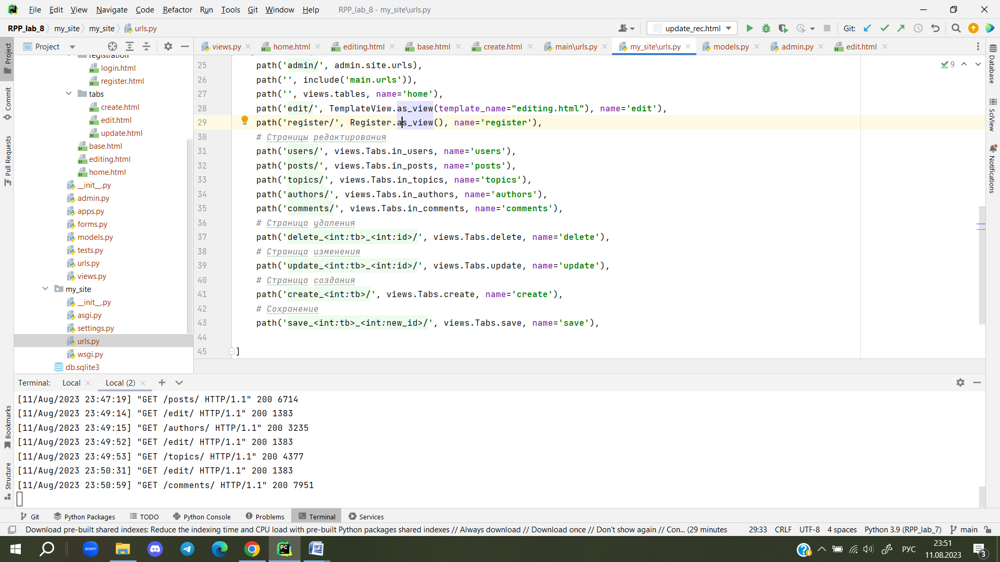 File Edit View Navigate Code Refactor Run Tools Git Window Help RPP_lab_8 - my_site\urls.py
RPP_lab_8 my_site my_site urls.py update_rec.html Git:
Project views.py home.html editing.html base.html create.html main\urls.py my_site\urls.py models.py admin.py edit.html
registration
login.html
register.html
tabs
create.html
edit.html
update.html
base.html
editing.html
home.html
__init__.py
admin.py
apps.py
forms.py
models.py
tests.py
urls.py
views.py
my_site
__init__.py
asgi.py
settings.py
urls.py
wsgi.py
db.sqlite3
Project
Commit
Pull Requests
Bookmarks
Structure
9
25 path('admin/', admin.site.urls),
26 path('', include('main.urls')),
27 path('', views.tables, name='home'),
28 path('edit/', TemplateView.as_view(template_name="editing.html"), name='edit'),
29 path('register/', Register.as_view(), name='register'),
30 # Страницы редактирования
31 path('users/', views.Tabs.in_users, name='users'),
32 path('posts/', views.Tabs.in_posts, name='posts'),
33 path('topics/', views.Tabs.in_topics, name='topics'),
34 path('authors/', views.Tabs.in_authors, name='authors'),
35 path('comments/', views.Tabs.in_comments, name='comments'),
36 # Страница удаления
37 path('delete_<int:tb>_<int:id>/', views.Tabs.delete, name='delete'),
38 # Страница изменения
39 path('update_<int:tb>_<int:id>/', views.Tabs.update, name='update'),
40 # Страница создания
41 path('create_<int:tb>/', views.Tabs.create, name='create'),
42 # Сохранение
43 path('save_<int:tb>_<int:new_id>/', views.Tabs.save, name='save'),
44
45 ]
Database
SciView
Notifications
Terminal: Local Local (2)
[11/Aug/2023 23:47:19] "GET /posts/ HTTP/1.1" 200 6714
[11/Aug/2023 23:49:14] "GET /edit/ HTTP/1.1" 200 1383
[11/Aug/2023 23:49:15] "GET /authors/ HTTP/1.1" 200 3235
[11/Aug/2023 23:49:52] "GET /edit/ HTTP/1.1" 200 1383
[11/Aug/2023 23:49:53] "GET /topics/ HTTP/1.1" 200 4377
[11/Aug/2023 23:50:31] "GET /edit/ HTTP/1.1" 200 1383
[11/Aug/2023 23:50:59] "GET /comments/ HTTP/1.1" 200 7951
Git Python Packages TODO Python Console Problems Terminal Services
Download pre-built shared indexes: Reduce the indexing time and CPU load with pre-built Python packages shared indexes // Always download // Download once // Don't show again // Con... (29 minutes 29:33 CRLF UTF-8 4 spaces Python 3.9 (RPP_lab_7) main
zoom PC РУС 23:51
11.08.2023 3